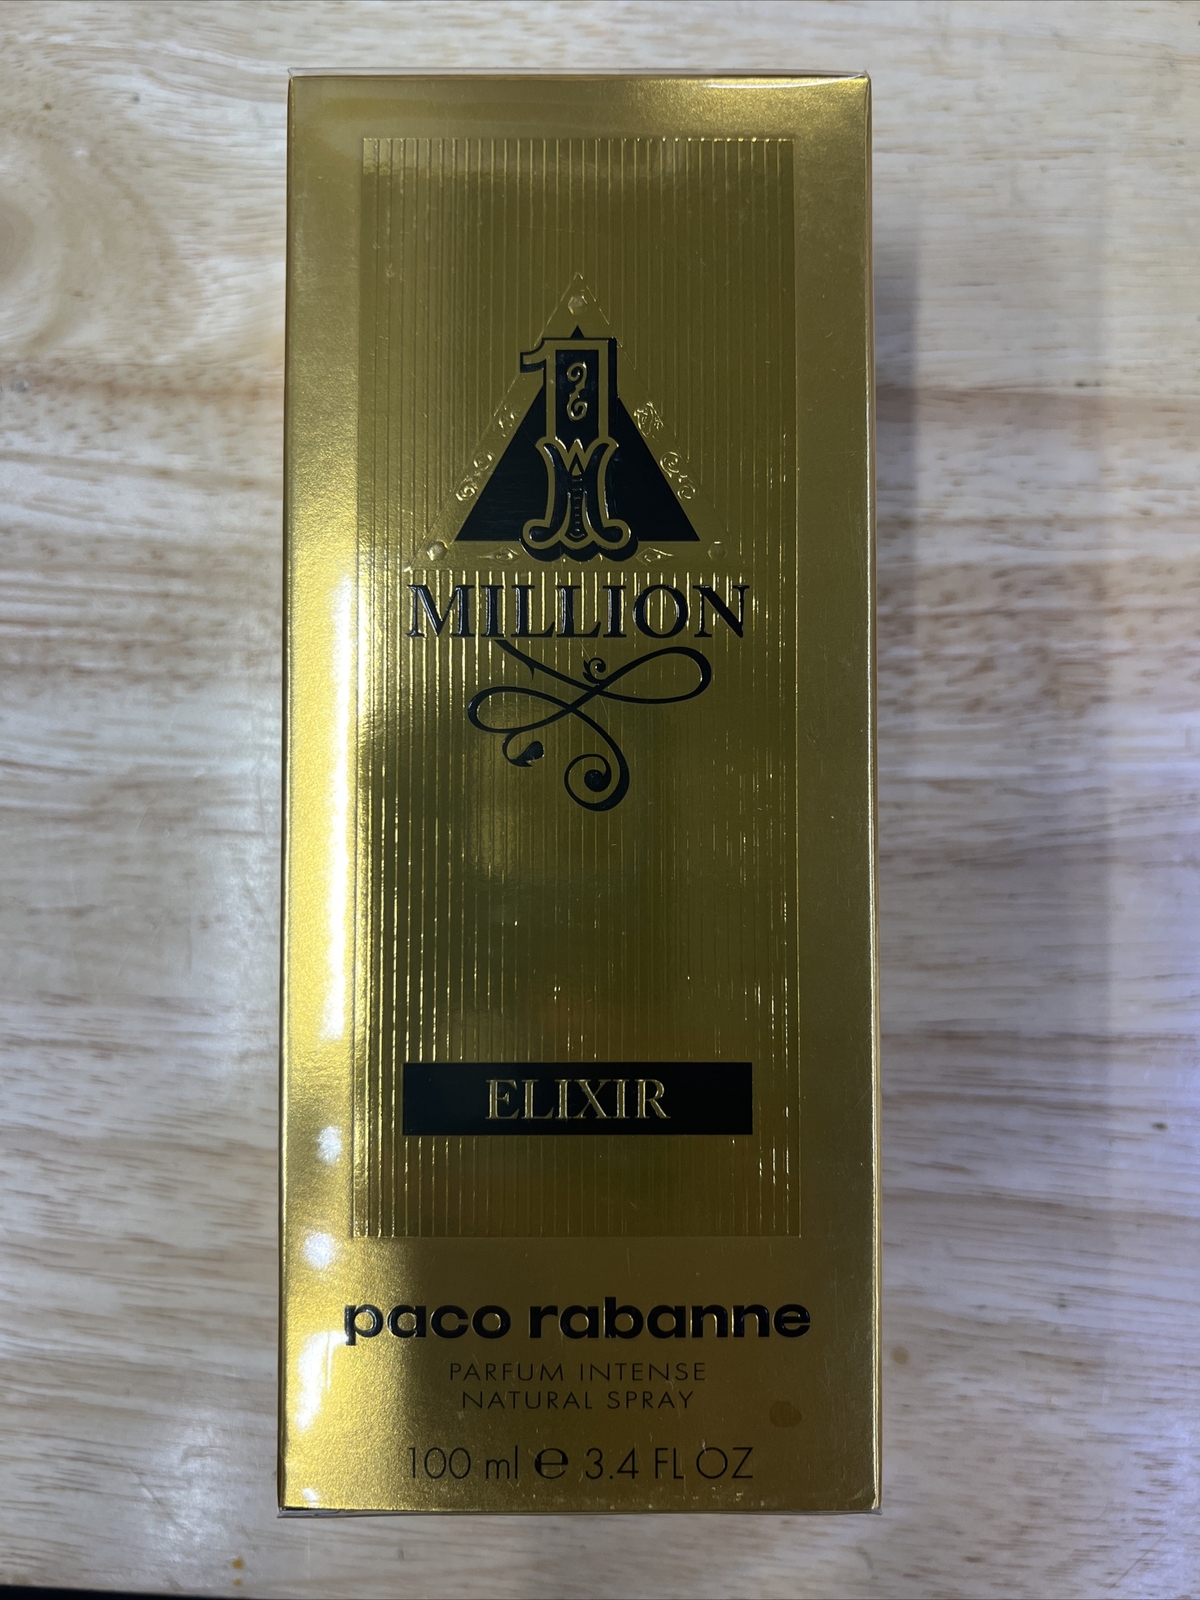 1
MILLION
ELIXIR
paco rabanne
PARFUM INTENSE
NATURAL SPRAY
100 ml ℮ 3.4 FL OZ